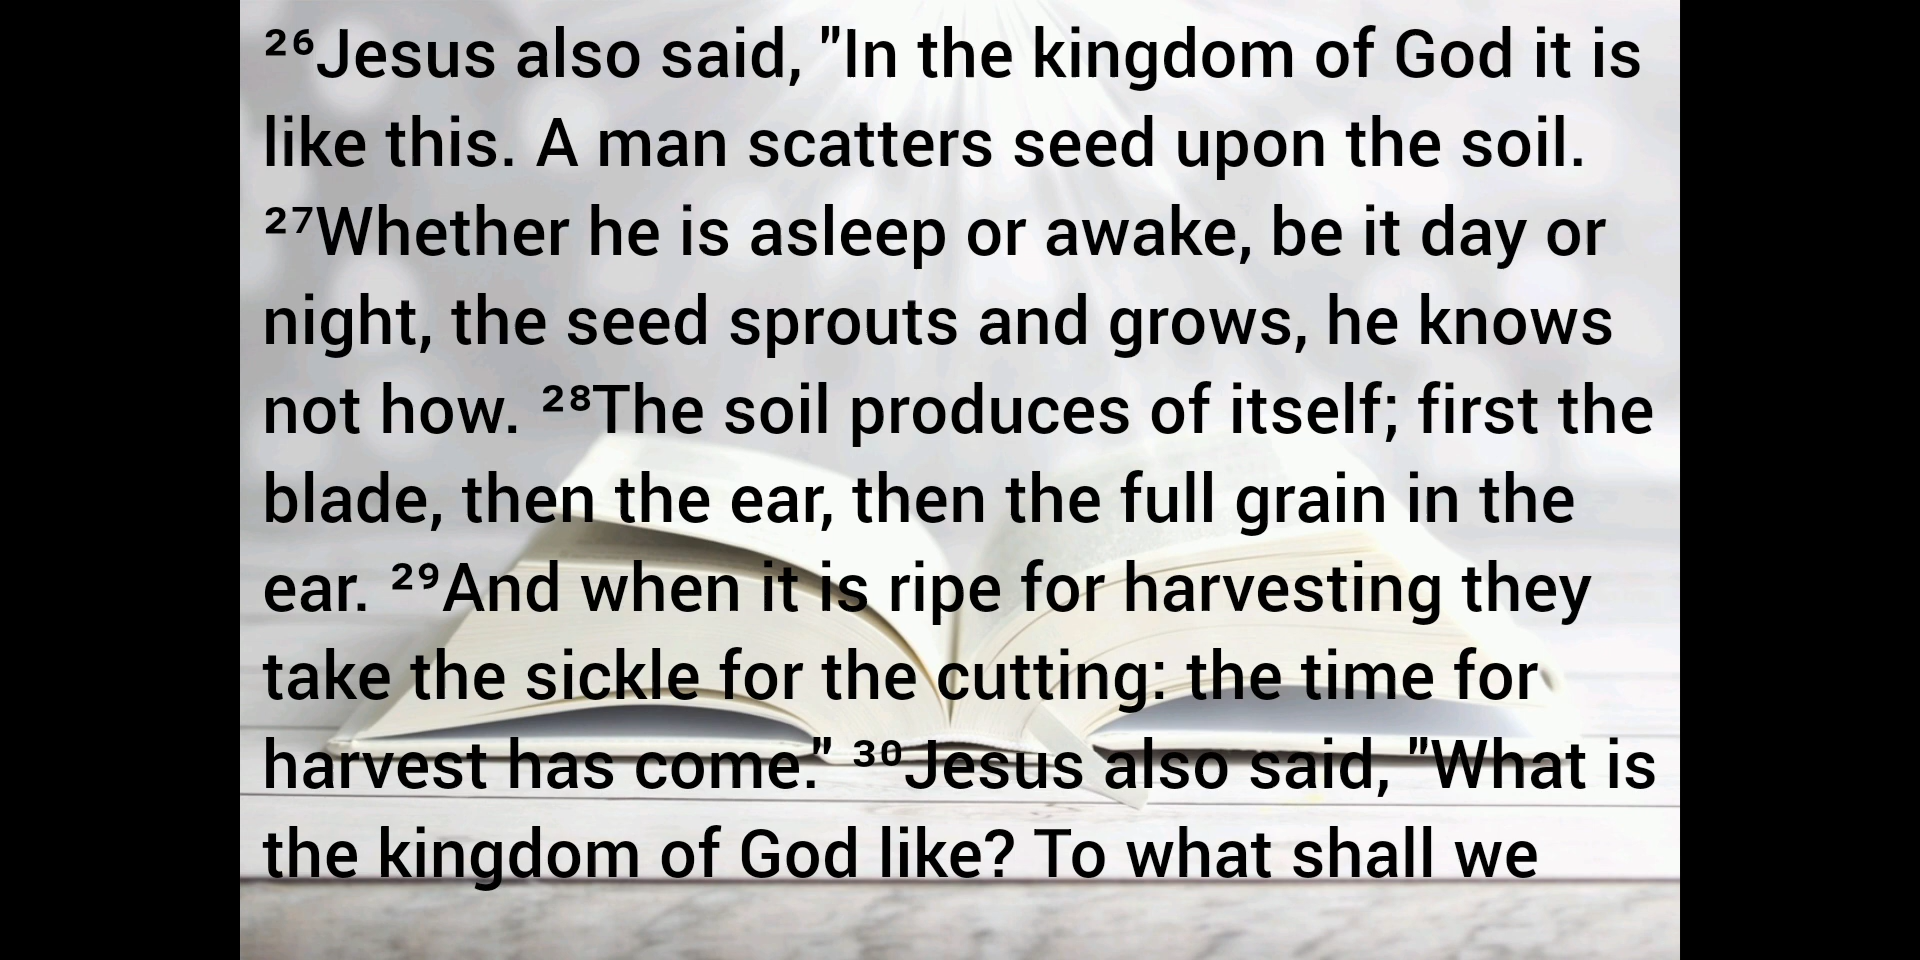 ²⁶Jesus also said, "In the kingdom of God it is
like this. A man scatters seed upon the soil.
²⁷Whether he is asleep or awake, be it day or
night, the seed sprouts and grows, he knows
not how. ²⁸The soil produces of itself; first the
blade, then the ear, then the full grain in the
ear. ²⁹And when it is ripe for harvesting they
take the sickle for the cutting: the time for
harvest has come." ³⁰Jesus also said, "What is
the kingdom of God like? To what shall we